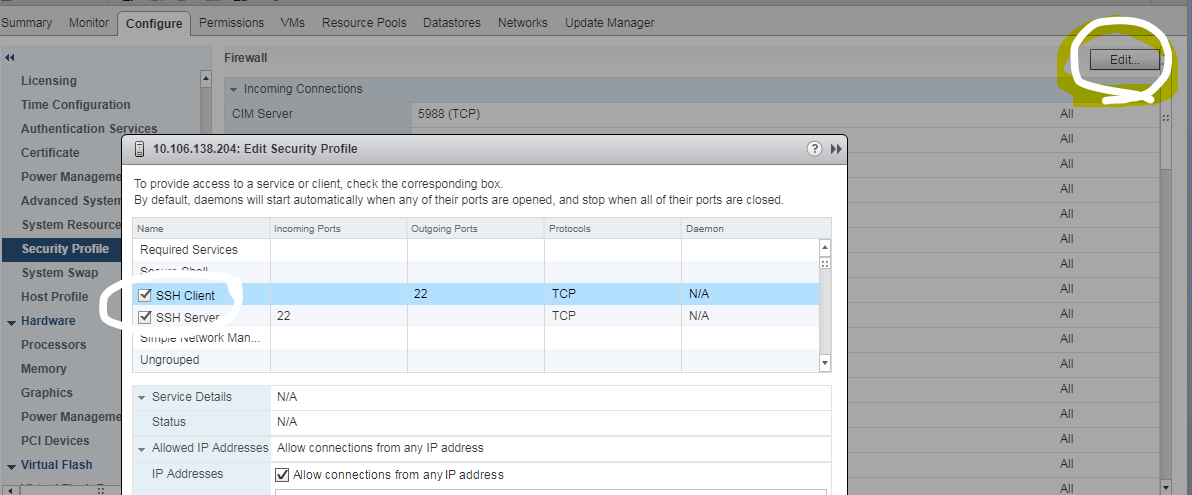 Summary Monitor Configure Permissions VMs Resource Pools Datastores Networks Update Manager
Licensing
Time Configuration
Authentication Services
Certificate
Power Manageme
Advanced System
System Resource
Security Profile
System Swap
Host Profile
Hardware
Processors
Memory
Graphics
Power Manageme
PCI Devices
Virtual Flash
Firewall
Edit...
Incoming Connections
CIM Server 5988 (TCP) All
All
All
All
All
All
All
All
All
All
All
All
All
All
All
10.106.138.204: Edit Security Profile
To provide access to a service or client, check the corresponding box.
By default, daemons will start automatically when any of their ports are opened, and stop when all of their ports are closed.
Name Incoming Ports Outgoing Ports Protocols Daemon
Required Services
Secure Shell
SSH Client 22 TCP N/A
SSH Server 22 TCP N/A
Simple Network Man...
Ungrouped
Service Details N/A
Status N/A
Allowed IP Addresses Allow connections from any IP address
IP Addresses Allow connections from any IP address